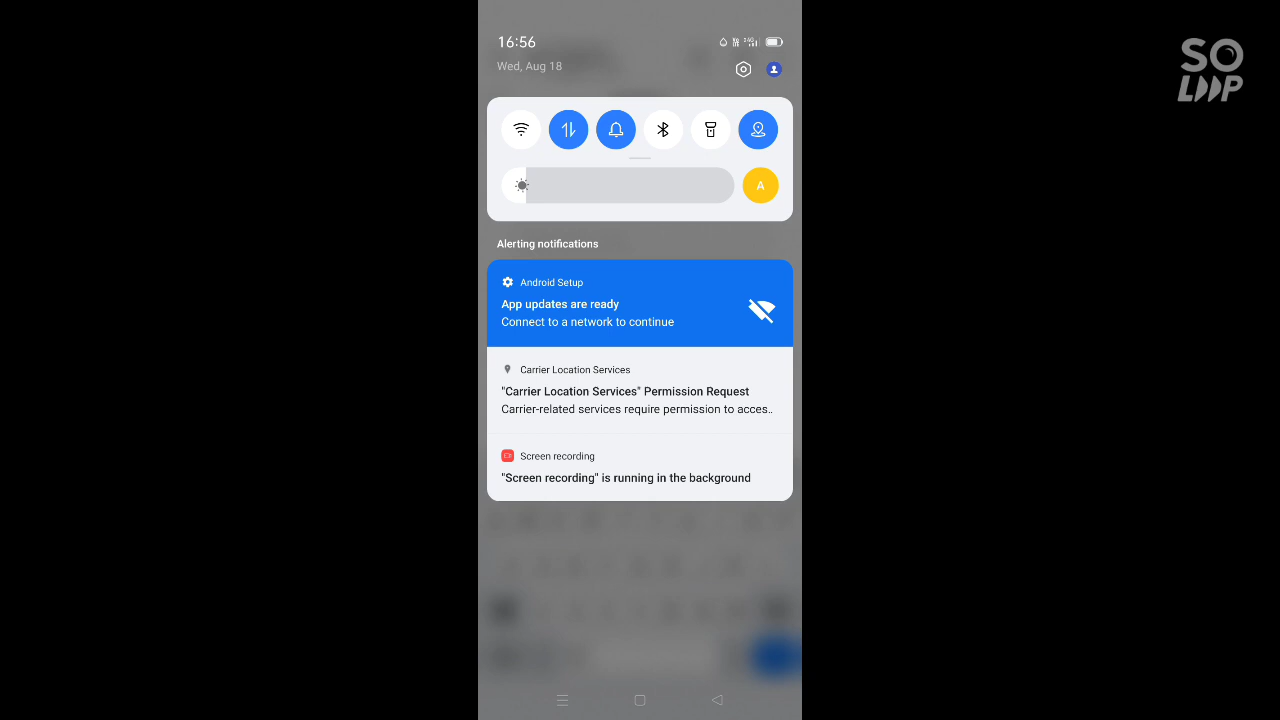 16:56
Wed, Aug 18
SO
LOOP
A
Alerting notifications
Android Setup
App updates are ready
Connect to a network to continue
Carrier Location Services
"Carrier Location Services" Permission Request
Carrier-related services require permission to acces..
Screen recording
"Screen recording" is running in the background